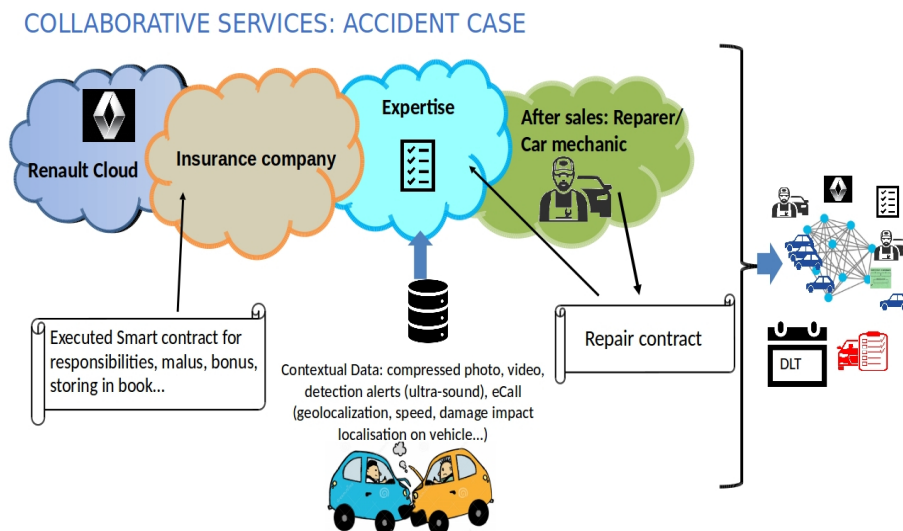 COLLABORATIVE SERVICES: ACCIDENT CASE
Renault Cloud
Insurance company
Expertise
After sales: Reparer/
Car mechanic
Executed Smart contract for
responsibilities, malus, bonus,
storing in book...
Contextual Data: compressed photo, video,
detection alerts (ultra-sound), eCall
(geolocalization, speed, damage impact
localisation on vehicle...)
Repair contract
DLT